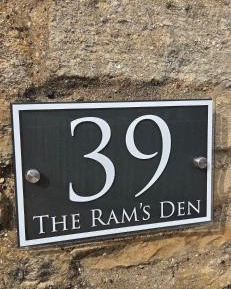 39
The Ram's Den